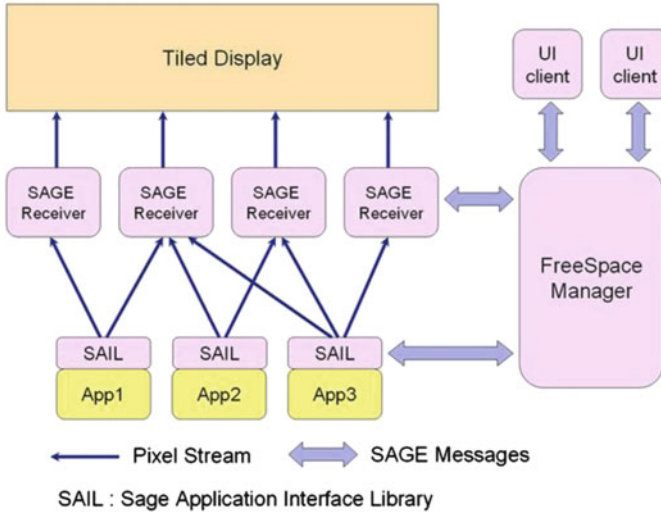 Tiled Display
UI
client
UI
client
SAGE
Receiver
SAGE
Receiver
SAGE
Receiver
SAGE
Receiver
FreeSpace
Manager
SAIL
SAIL
SAIL
App1
App2
App3
Pixel Stream
SAGE Messages
SAIL : Sage Application Interface Library